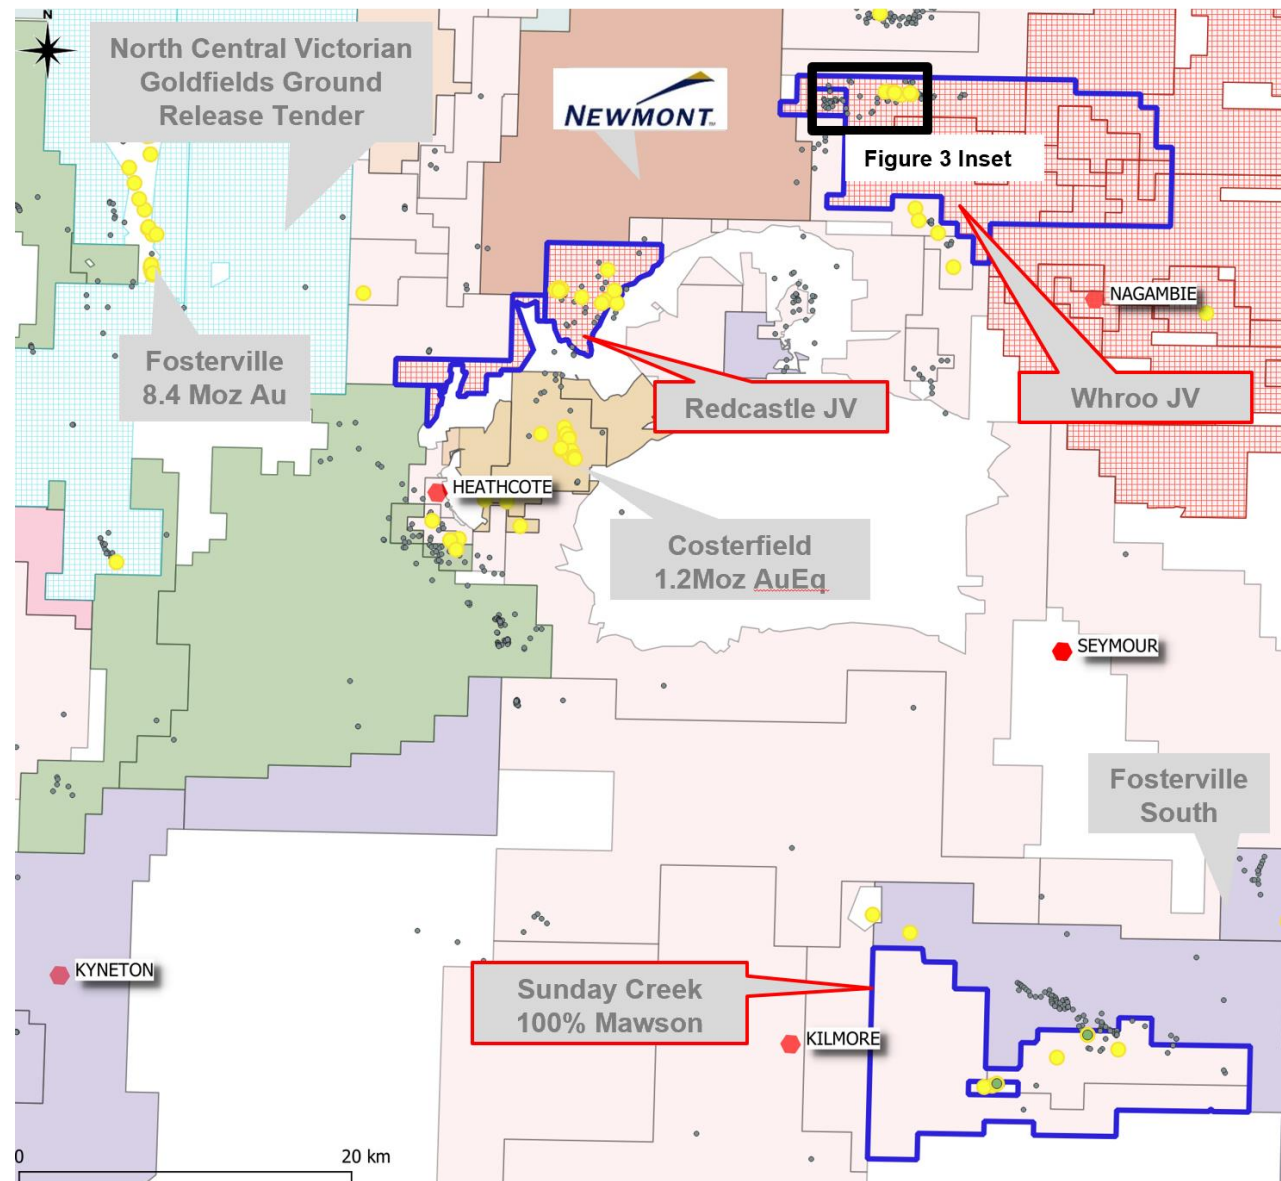 N
North Central Victorian
Goldfields Ground
Release Tender
NEWMONT™
Figure 3 Inset
NAGAMBIE
Fosterville
8.4 Moz Au
Redcastle JV
Whroo JV
HEATHCOTE
Costerfield
1.2Moz AuEq
SEYMOUR
Fosterville
South
KYNETON
Sunday Creek
100% Mawson
KILMORE
0
20 km